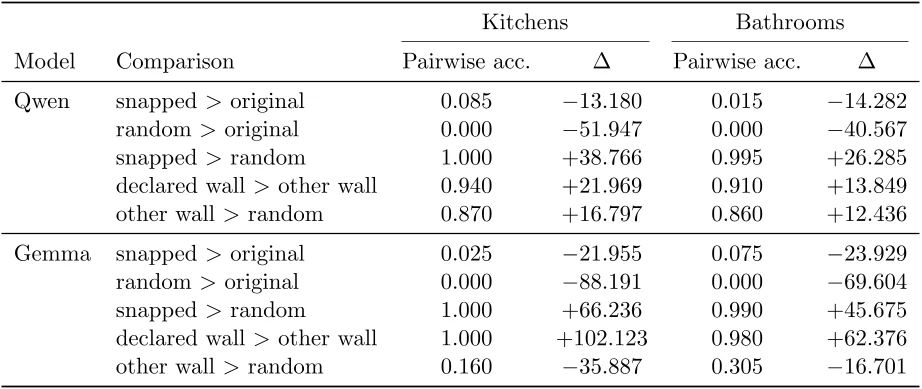 Kitchens Bathrooms
Model Comparison Pairwise acc. Δ Pairwise acc. Δ
Qwen snapped > original 0.085 −13.180 0.015 −14.282
random > original 0.000 −51.947 0.000 −40.567
snapped > random 1.000 +38.766 0.995 +26.285
declared wall > other wall 0.940 +21.969 0.910 +13.849
other wall > random 0.870 +16.797 0.860 +12.436
Gemma snapped > original 0.025 −21.955 0.075 −23.929
random > original 0.000 −88.191 0.000 −69.604
snapped > random 1.000 +66.236 0.990 +45.675
declared wall > other wall 1.000 +102.123 0.980 +62.376
other wall > random 0.160 −35.887 0.305 −16.701